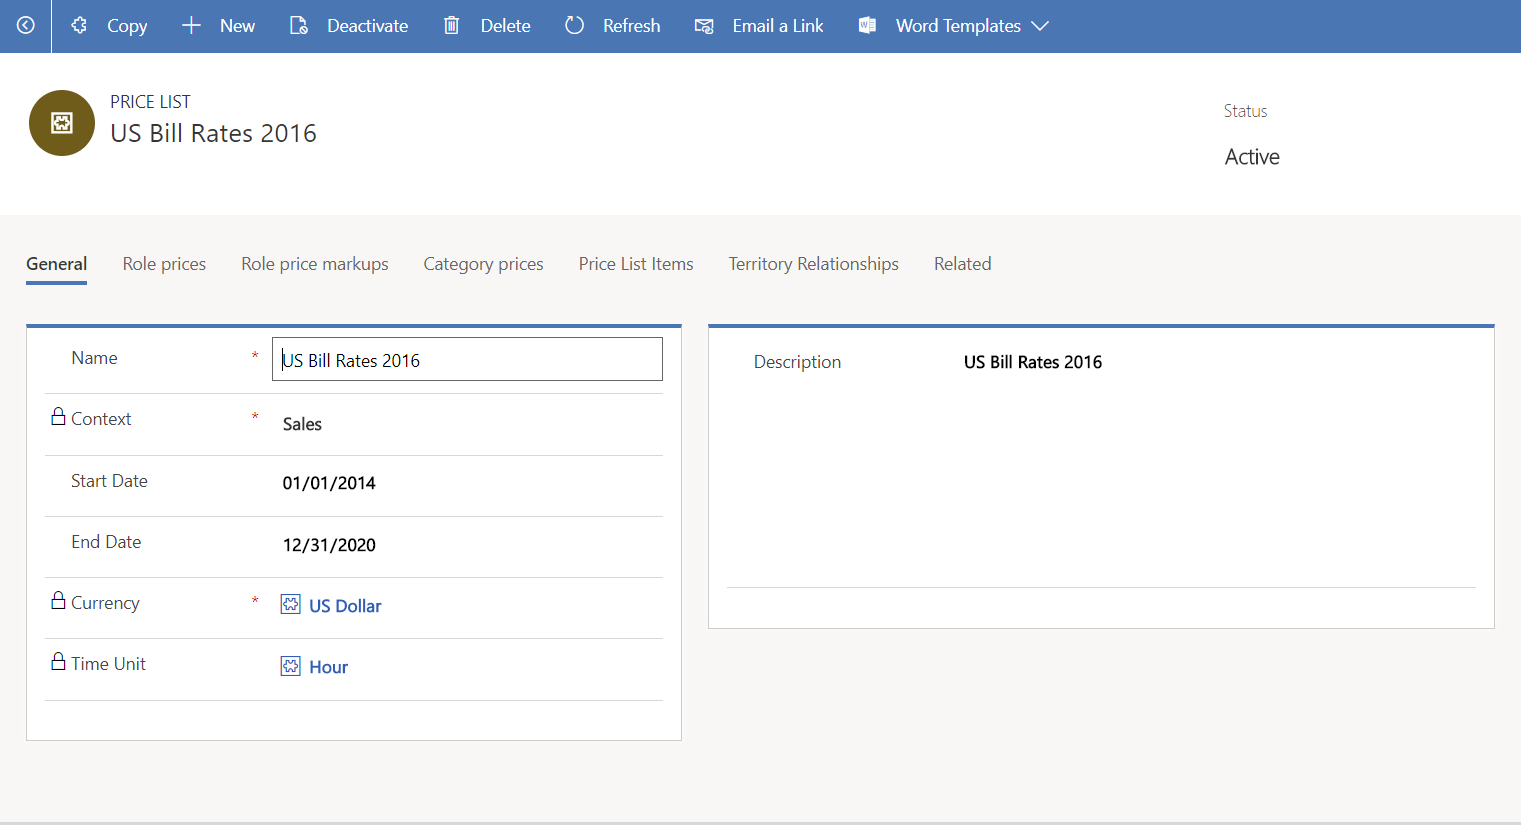 Copy New Deactivate Delete Refresh Email a Link Word Templates
PRICE LIST
US Bill Rates 2016
Status
Active
General Role prices Role price markups Category prices Price List Items Territory Relationships Related
Name * US Bill Rates 2016
Context * Sales
Start Date 01/01/2014
End Date 12/31/2020
Currency * US Dollar
Time Unit Hour
Description US Bill Rates 2016